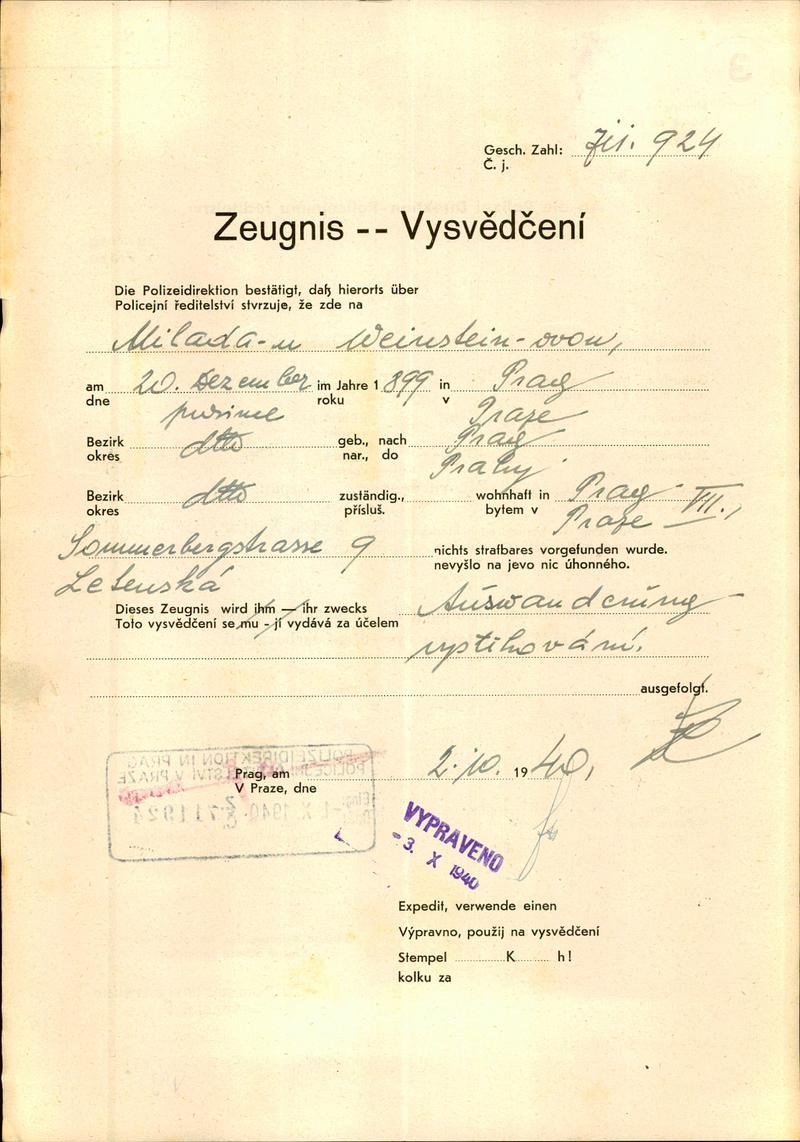 Gesch. Zahl: 711.924
Č. j.
Zeugnis -- Vysvědčení
Die Polizeidirektion bestätigt, daß hierorts über
Policejní ředitelství stvrzuje, že zde na
Milada-u Weinstein-ovou,
am 20. Dezember im Jahre 1899 in Prag
dne prosince roku v Praze
Bezirk dtto geb., nach Prag
okres nar., do Prahy
Bezirk dtto zuständig., wohnhaft in Prag VII.,
okres přísluš. bytem v Praze
Sommerbergstrasse 9 nichts strafbares vorgefunden wurde.
Letenská nevyšlo na jevo nic úhonného.
Dieses Zeugnis wird ihm — ihr zwecks Auswanderung
Toto vysvědčení se mu - jí vydává za účelem
vystěhování.
ausgefolgt.
Prag, am 2.10. 1940,
V Praze, dne
VYPRAVENO
-3. X 1940
Expedit, verwende einen
Výpravno, použij na vysvědčení
Stempel K h!
kolku za